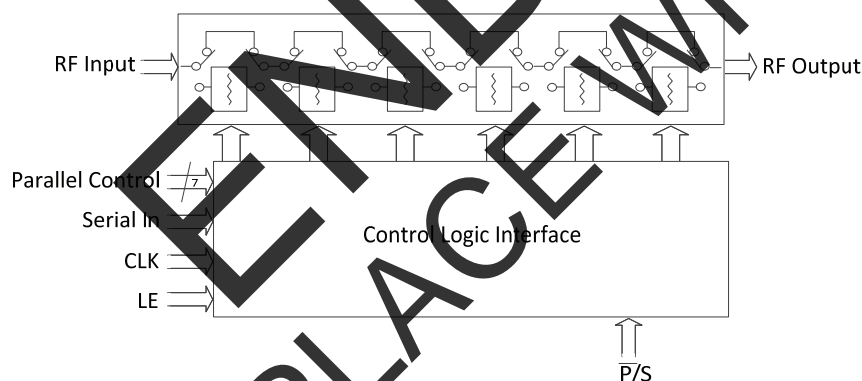 RF Input
RF Output
Parallel Control
7
Serial In
CLK
Control Logic Interface
LE
P̅/S